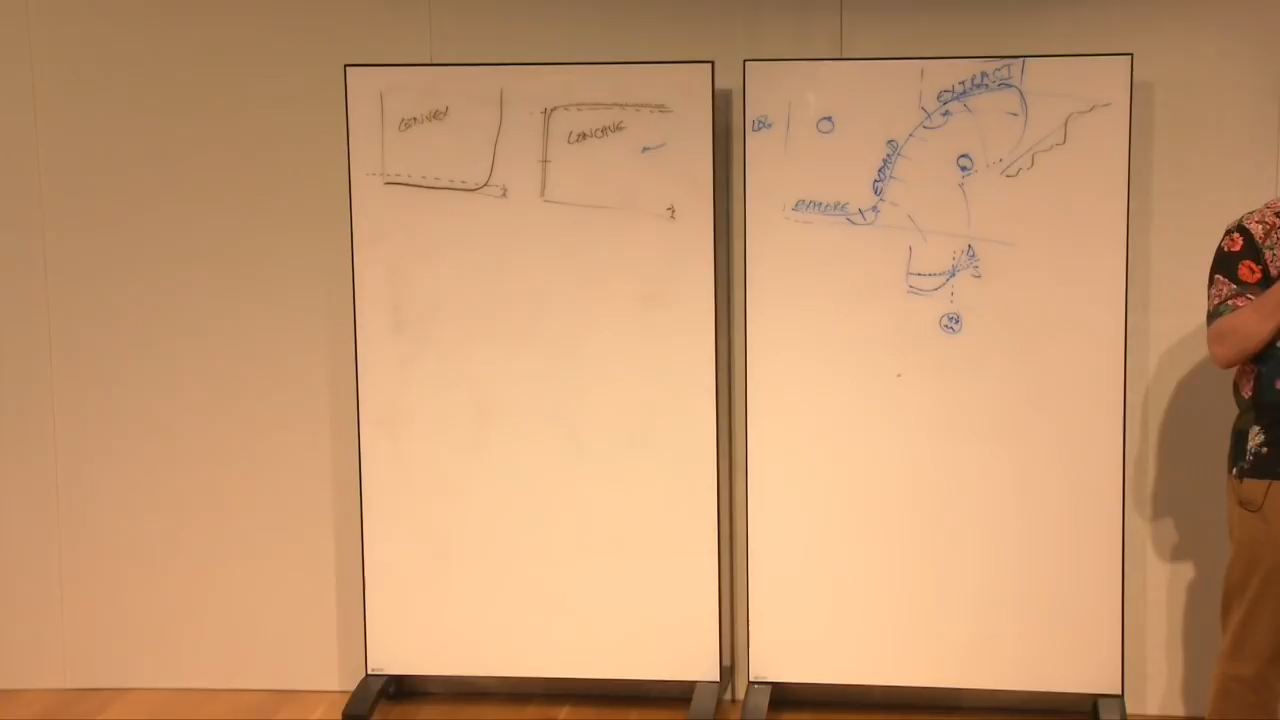 CONVEX
CONCAVE
t
t
EXTRACT
EXPAND
EXPLORE